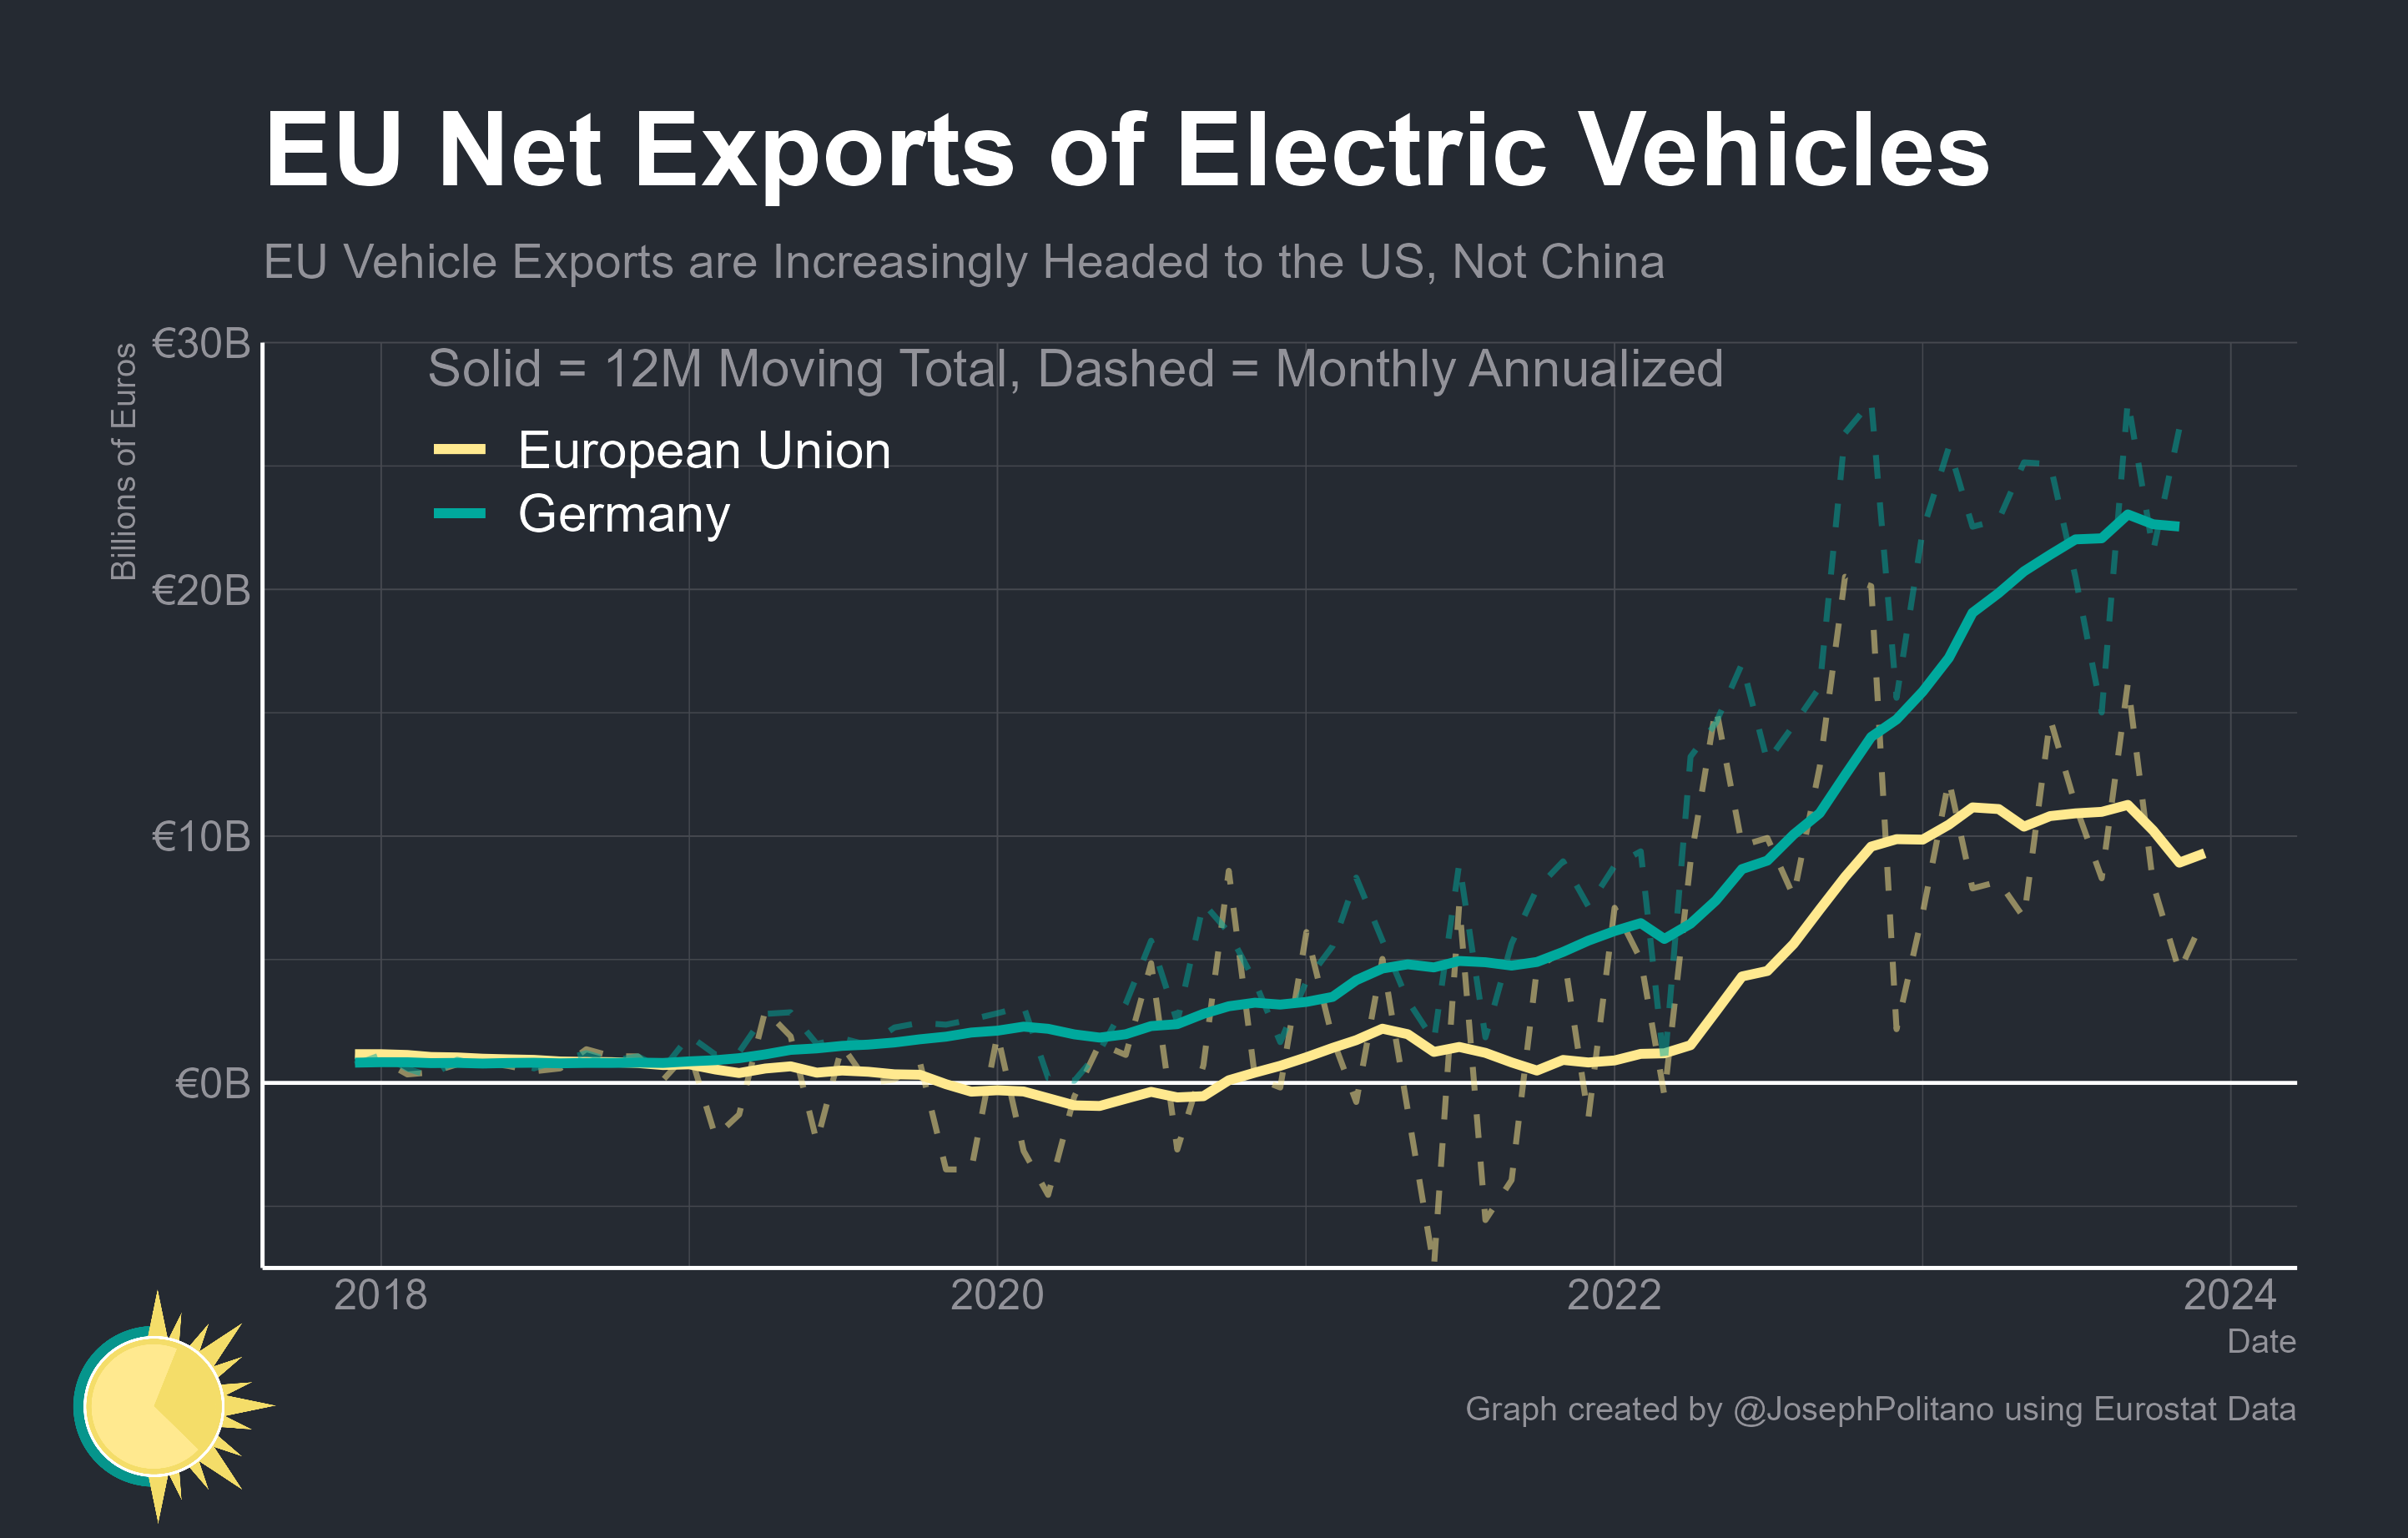 EU Net Exports of Electric Vehicles
EU Vehicle Exports are Increasingly Headed to the US, Not China
Billions of Euros
€30B
Solid = 12M Moving Total, Dashed = Monthly Annualized
European Union
Germany
€20B
€10B
€0B
2018
2020
2022
2024
Date
Graph created by @JosephPolitano using Eurostat Data